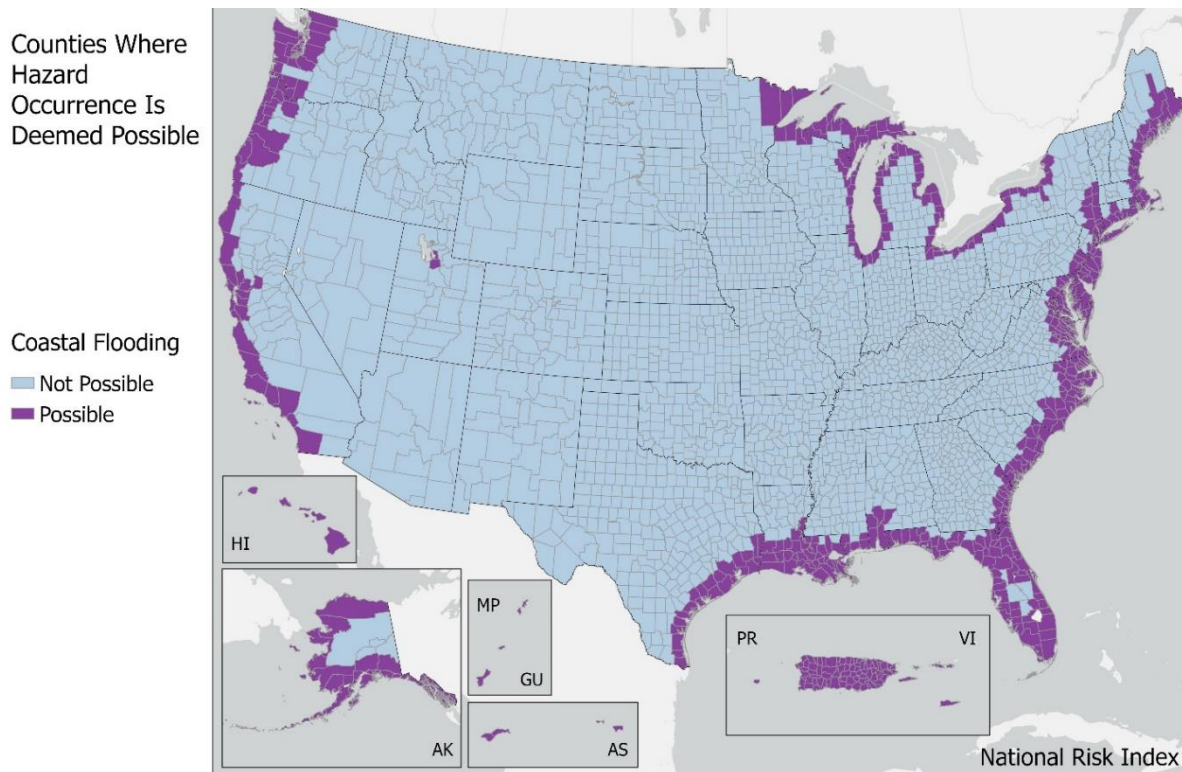 Counties Where
Hazard
Occurrence Is
Deemed Possible
Coastal Flooding
Not Possible
Possible
HI
AK
MP
GU
AS
PR
VI
National Risk Index